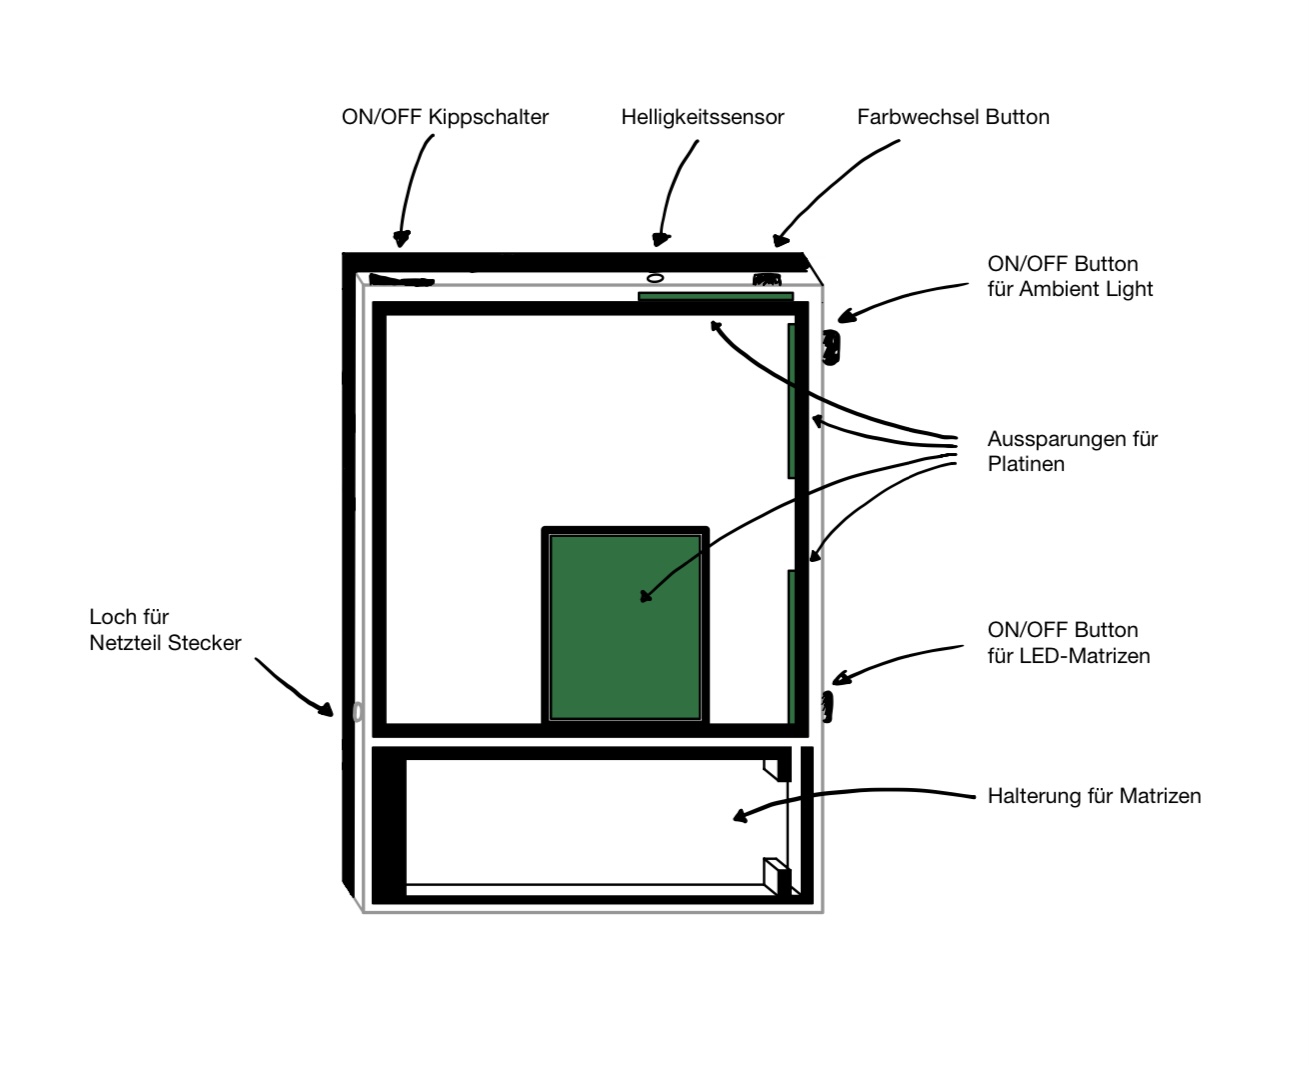 ON/OFF Kippschalter
Helligkeitssensor
Farbwechsel Button
ON/OFF Button
für Ambient Light
Aussparungen für
Platinen
Loch für
Netzteil Stecker
ON/OFF Button
für LED-Matrizen
Halterung für Matrizen